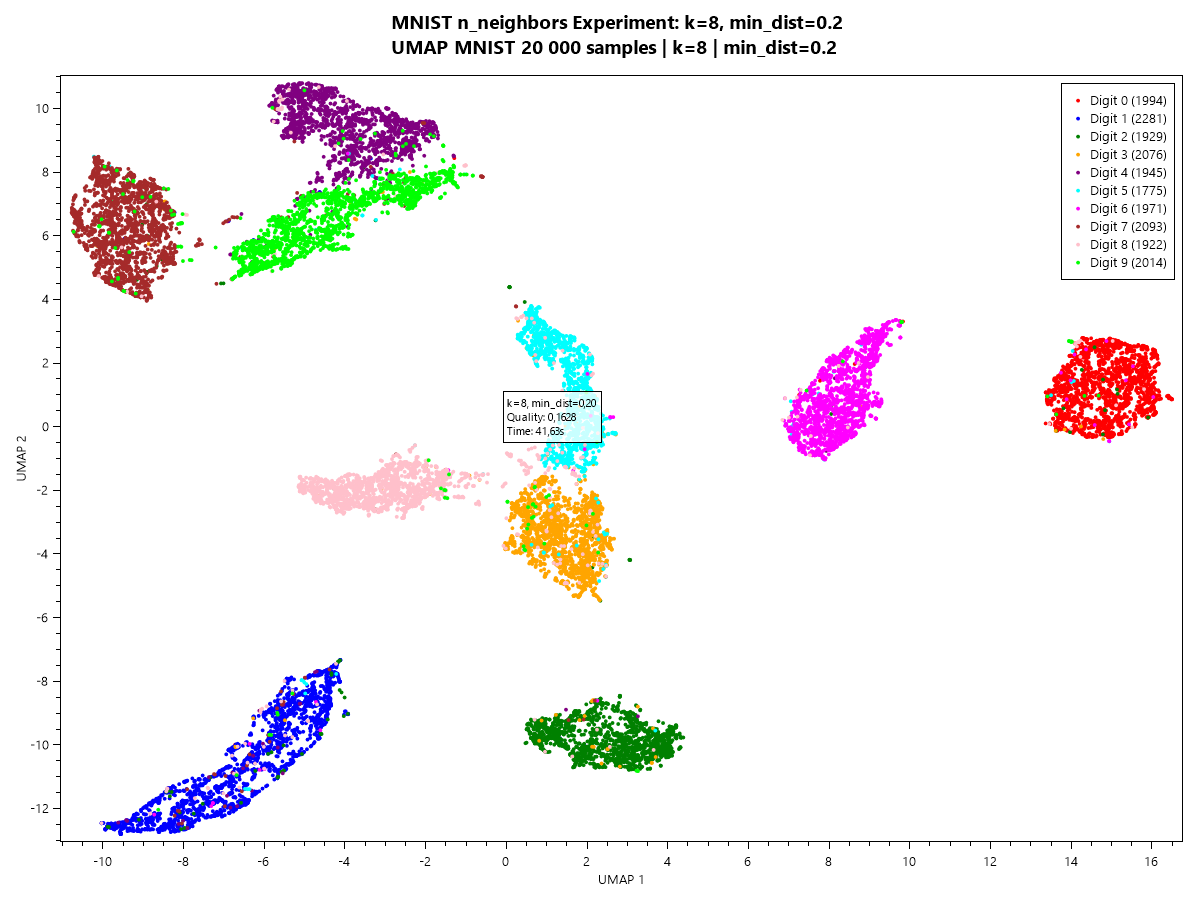 MNIST n_neighbors Experiment: k=8, min_dist=0.2
UMAP MNIST 20 000 samples | k=8 | min_dist=0.2
Digit 0 (1994)
Digit 1 (2281)
Digit 2 (1929)
Digit 3 (2076)
Digit 4 (1945)
Digit 5 (1775)
Digit 6 (1971)
Digit 7 (2093)
Digit 8 (1922)
Digit 9 (2014)
k=8, min_dist=0,20
Quality: 0,1628
Time: 41,63s
UMAP 2
10
8
6
4
2
0
-2
-4
-6
-8
-10
-12
-10 -8 -6 -4 -2 0 2 4 6 8 10 12 14 16
UMAP 1